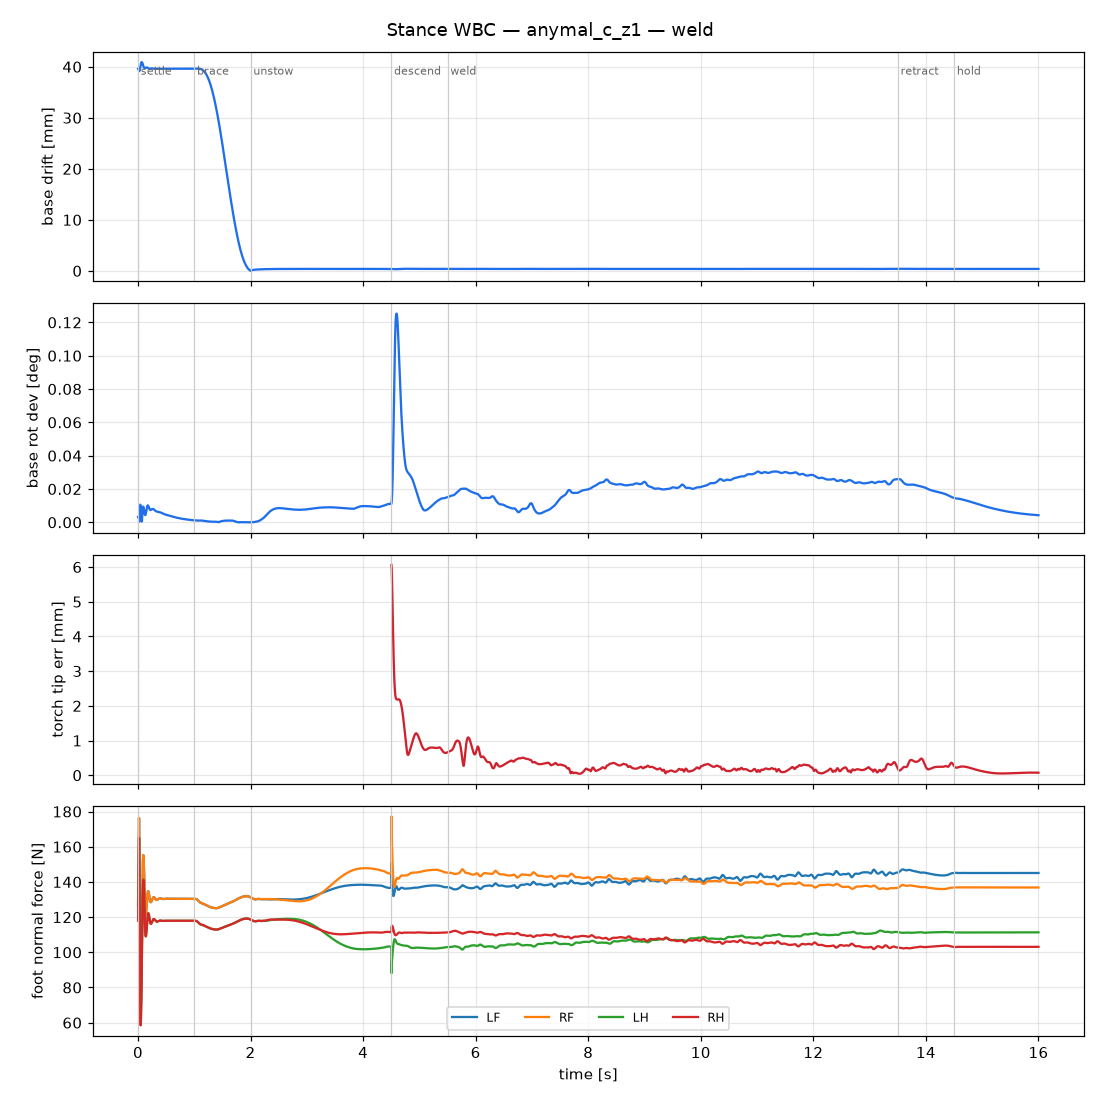 Stance WBC — anymal_c_z1 — weld
settle brace unstow descend weld retract hold
base drift [mm]
40
30
20
10
0
base rot dev [deg]
0.12
0.10
0.08
0.06
0.04
0.02
0.00
torch tip err [mm]
6
5
4
3
2
1
0
foot normal force [N]
180
160
140
120
100
80
60
LF RF LH RH
0 2 4 6 8 10 12 14 16
time [s]